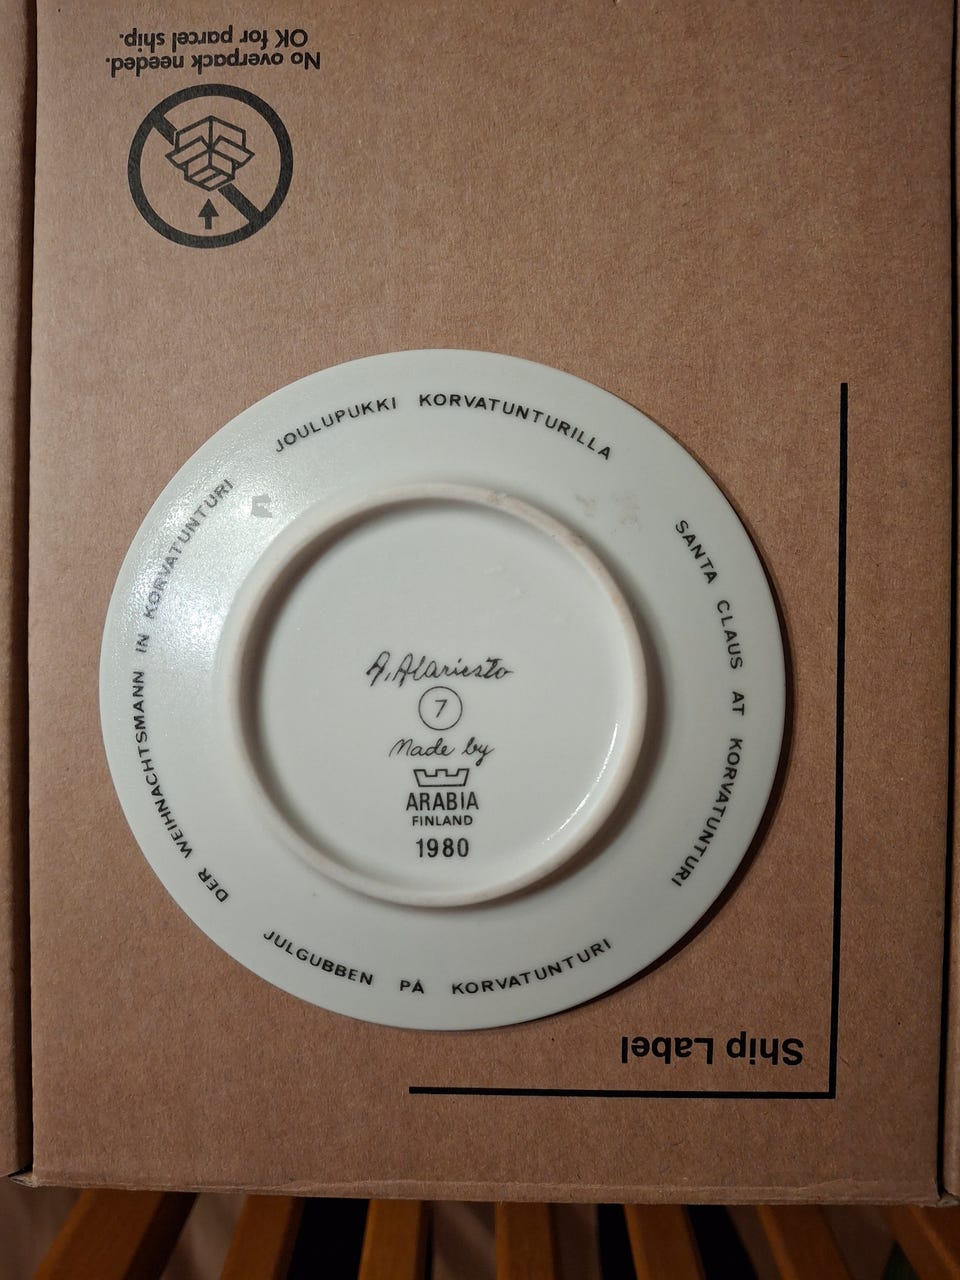 No overpack needed.
OK for parcel ship.
JOULUPUKKI KORVATUNTURILLA
SANTA CLAUS AT KORVATUNTURI
JULGUBBEN PÅ KORVATUNTURI
DER WEIHNACHTSMANN IN KORVATUNTURI
A. Alariesto
7
Made by
ARABIA
FINLAND
1980
Ship Label